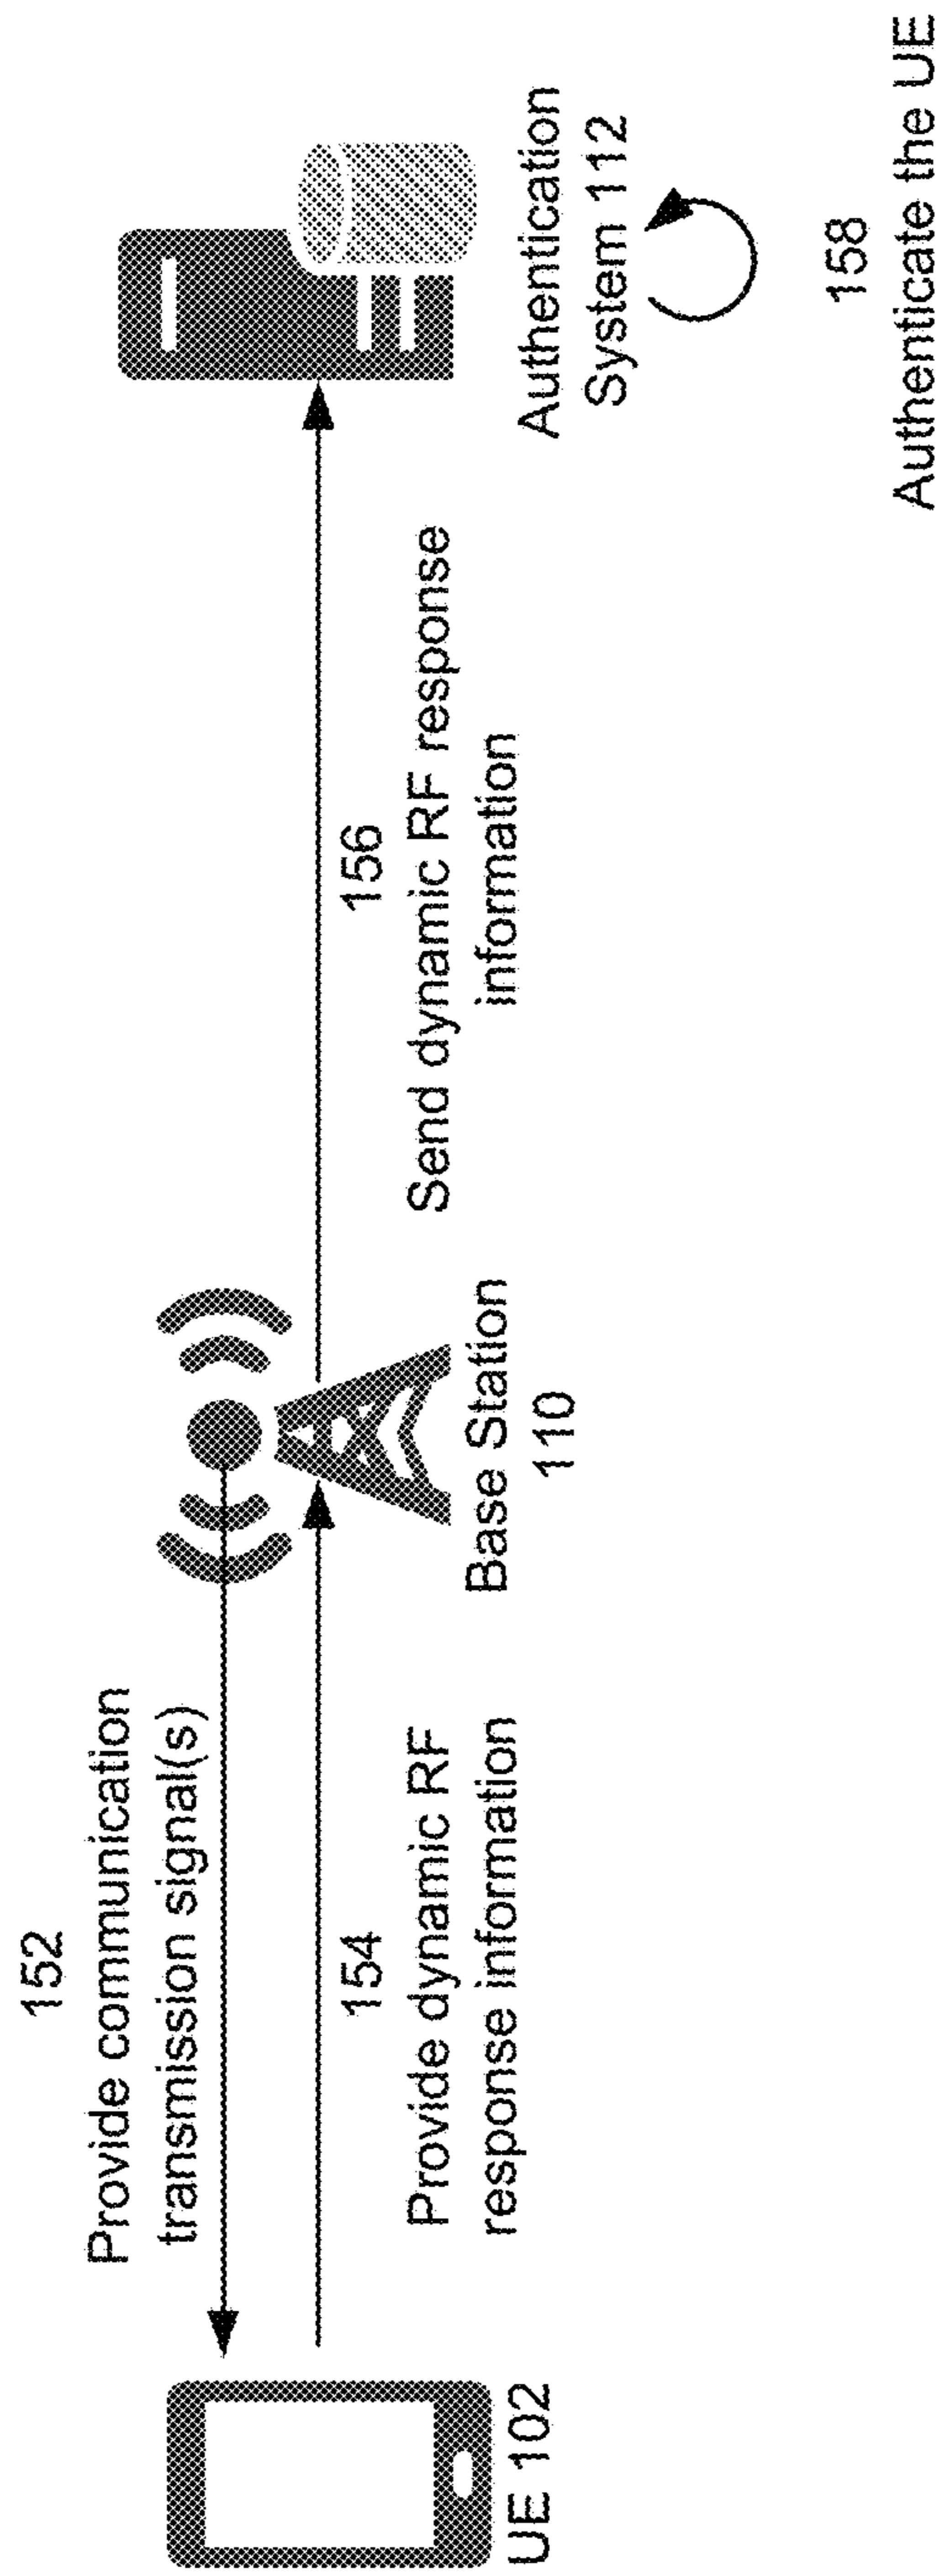 152
Provide communication
transmission signal(s)
154
Provide dynamic RF
response information
UE 102
Base Station
110
156
Send dynamic RF response
information
Authentication
System 112
158
Authenticate the UE